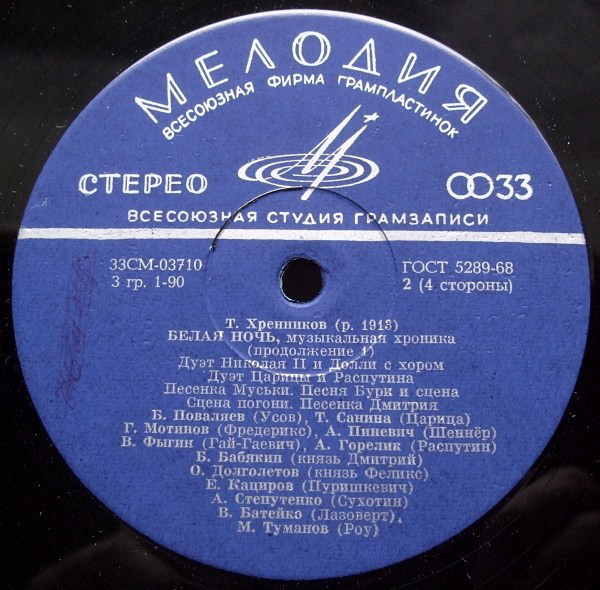 МЕЛОДИЯ
ВСЕСОЮЗНАЯ ФИРМА ГРАМПЛАСТИНОК
СТЕРЕО
33
ВСЕСОЮЗНАЯ СТУДИЯ ГРАМЗАПИСИ
33СМ-03710
ГОСТ 5289-68
3 гр. 1-90
2 (4 стороны)
Т. Хренников (р. 1913)
БЕЛАЯ НОЧЬ, музыкальная хроника
(продолжение 1)
Дуэт Николая II и Долли с хором
Дуэт Царицы и Распутина
Песенка Муськи. Песня Бури и сцена
Сцена погони. Песенка Дмитрия
Б. Поваляев (Усов), Т. Санина (Царица)
Г. Мотинов (Фредерикс), А. Пиневич (Шеннёр)
В. Фыгин (Гай-Гаевич), А. Горелик (Распутин)
Б. Бабякин (князь Дмитрий)
О. Долголетов (князь Феликс)
Е. Кациров (Пуришкевич)
А. Степутенко (Сухотин)
В. Батейко (Лазоверт),
М. Туманов (Роу)